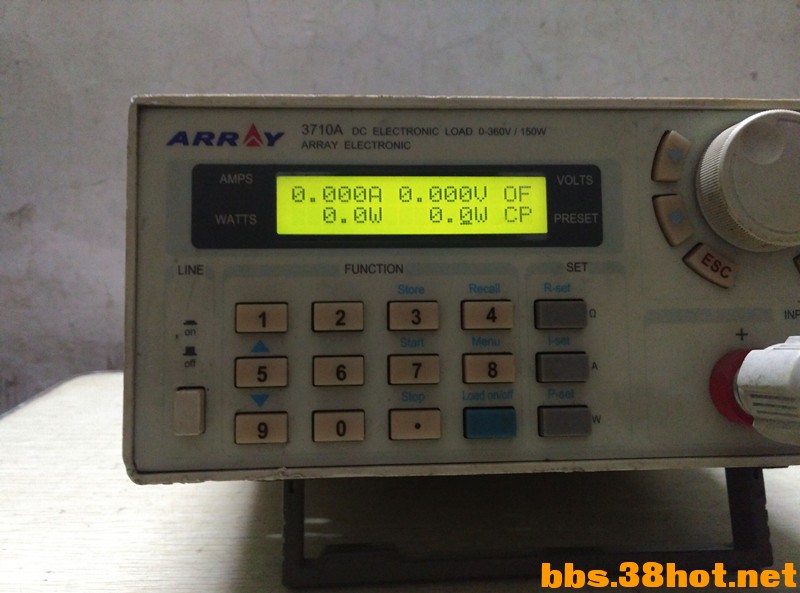 ARRAY 3710A DC ELECTRONIC LOAD 0-360V / 150W
ARRAY ELECTRONIC
AMPS 0.000A 0.000V OF VOLTS
WATTS 0.0W 0.0W CP PRESET
LINE FUNCTION SET
ESC
Store Recall R-set
on 1 2 3 4 Ω
off Start Menu I-set
5 6 7 8 A
Stop Load on/off P-set
9 0 . W
+
bbs.38hot.net